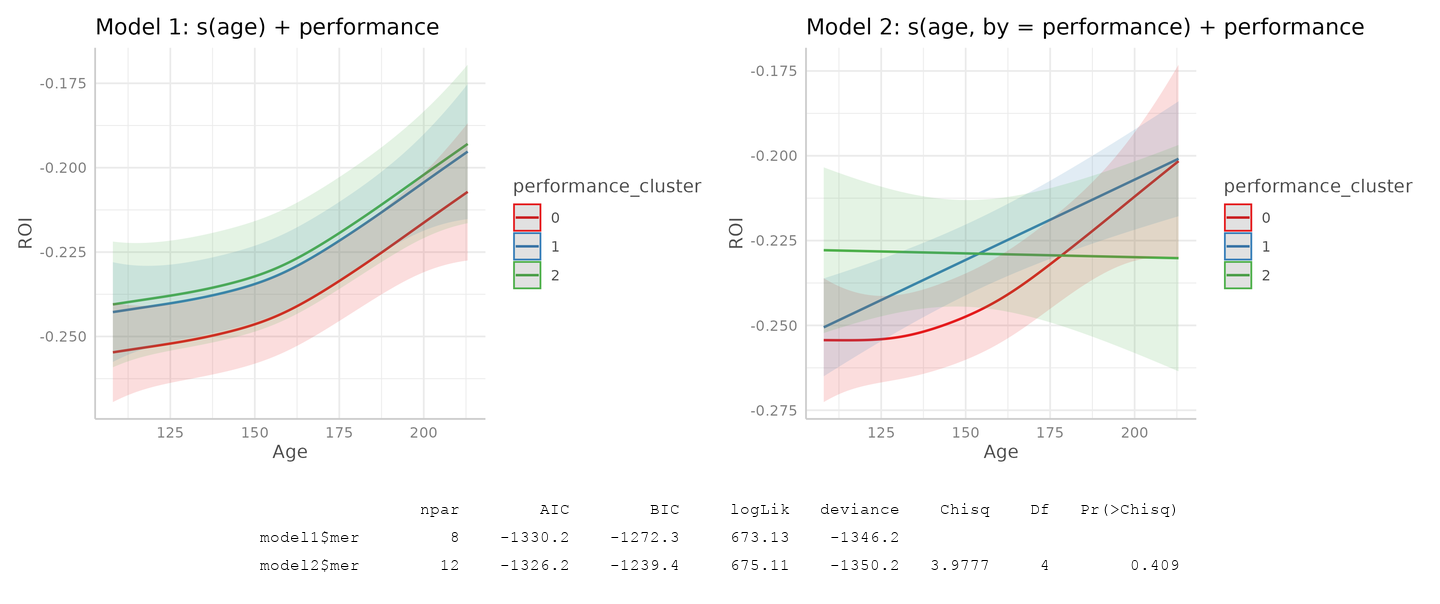 Model 1: s(age) + performance
-0.175
-0.200
-0.225
-0.250
ROI
125 150 175 200
Age
performance_cluster
0
1
2
Model 2: s(age, by = performance) + performance
-0.175
-0.200
-0.225
-0.250
-0.275
ROI
125 150 175 200
Age
performance_cluster
0
1
2
npar AIC BIC logLik deviance Chisq Df Pr(>Chisq)
model1$mer 8 -1330.2 -1272.3 673.13 -1346.2
model2$mer 12 -1326.2 -1239.4 675.11 -1350.2 3.9777 4 0.409